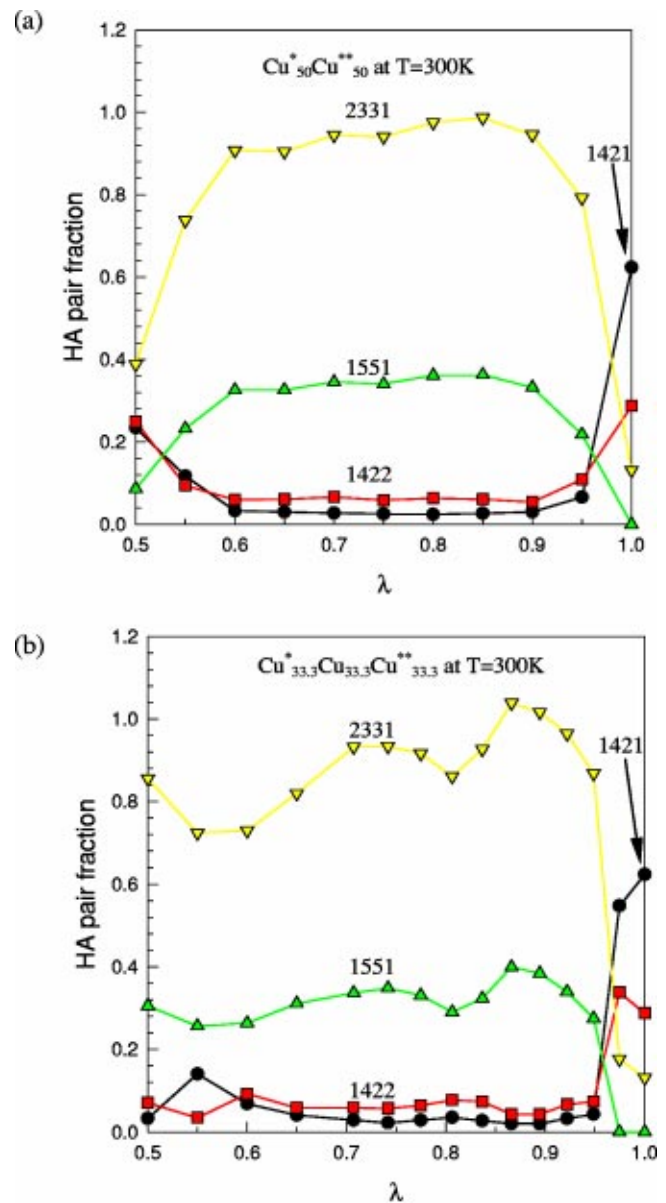 (a)
1.2
1.0
0.8
0.6
0.4
0.2
0.0
HA pair fraction
Cu*50Cu**50 at T=300K
2331
1421
1551
1422
0.5 0.6 0.7 0.8 0.9 1.0
λ
(b)
1.2
1.0
0.8
0.6
0.4
0.2
0.0
HA pair fraction
Cu*33.3Cu33.3Cu**33.3 at T=300K
2331
1421
1551
1422
0.5 0.6 0.7 0.8 0.9 1.0
λ